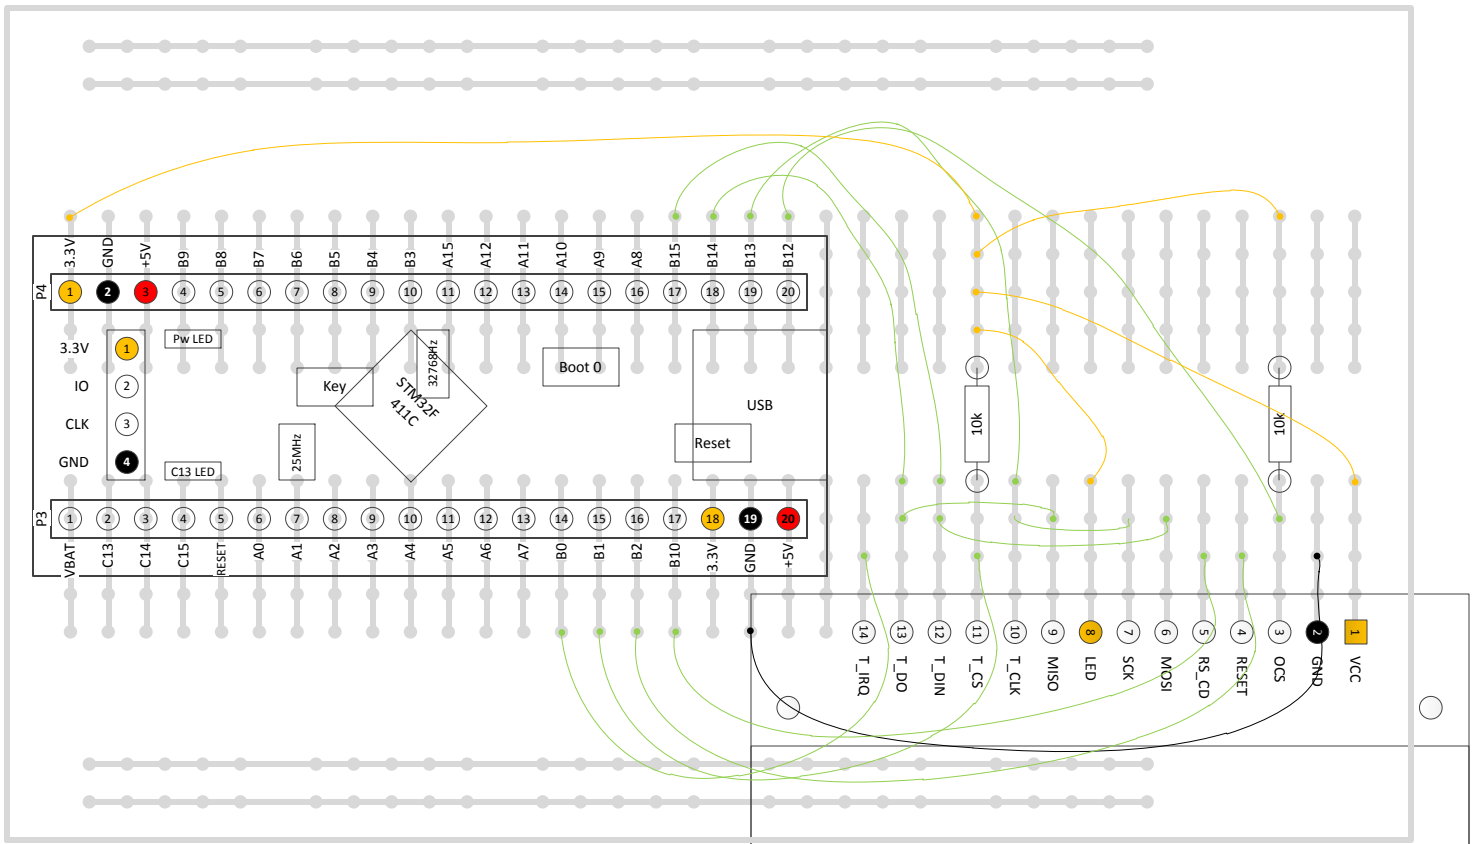 3.3V GND +5V B9 B8 B7 B6 B5 B4 B3 A15 A12 A11 A10 A9 A8 B15 B14 B13 B12
P4 1 2 3 4 5 6 7 8 9 10 11 12 13 14 15 16 17 18 19 20
3.3V 1
IO 2
CLK 3
GND 4
Pw LED
C13 LED
Key
25MHz
STM32F
411C
32768Hz
Boot 0
Reset
USB
10k
10k
P3 1 2 3 4 5 6 7 8 9 10 11 12 13 14 15 16 17 18 19 20
VBAT C13 C14 C15 RESET A0 A1 A2 A3 A4 A5 A6 A7 B0 B1 B2 B10 3.3V GND +5V
14 13 12 11 10 9 8 7 6 5 4 3 2 1
T_IRQ T_DO T_DIN T_CS T_CLK MISO LED SCK MOSI RS_CD RESET OCS GND VCC